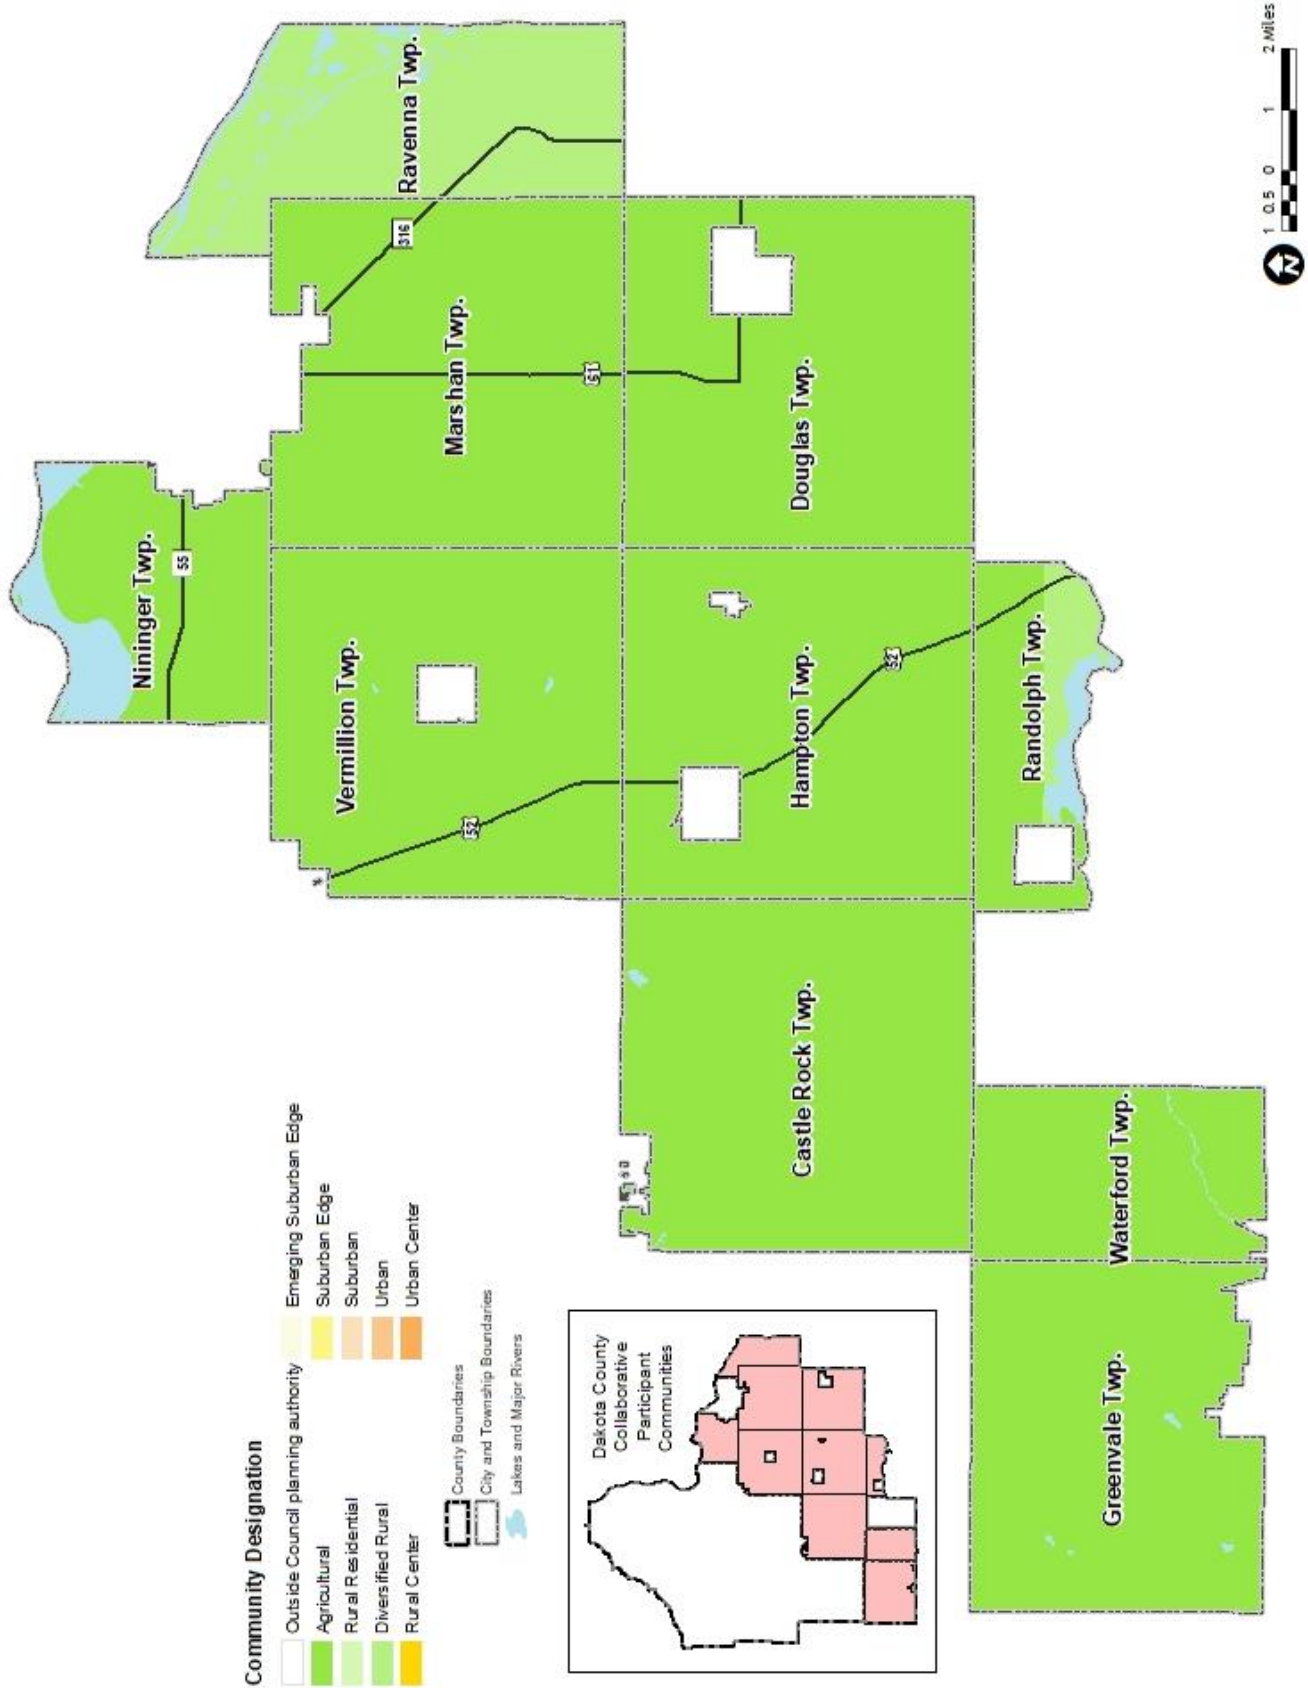 Nininger Twp.
55
Ravenna Twp.
316
Vermillion Twp.
Marshan Twp.
52
61
Castle Rock Twp.
Hampton Twp.
Douglas Twp.
52
Randolph Twp.
Greenvale Twp.
Waterford Twp.
Community Designation
Outside Council planning authority
Agricultural
Rural Residential
Diversified Rural
Rural Center
Emerging Suburban Edge
Suburban Edge
Suburban
Urban
Urban Center
County Boundaries
City and Township Boundaries
Lakes and Major Rivers
Dakota County
Collaborative
Participant
Communities
N
1 0.5 0 1 2 Miles